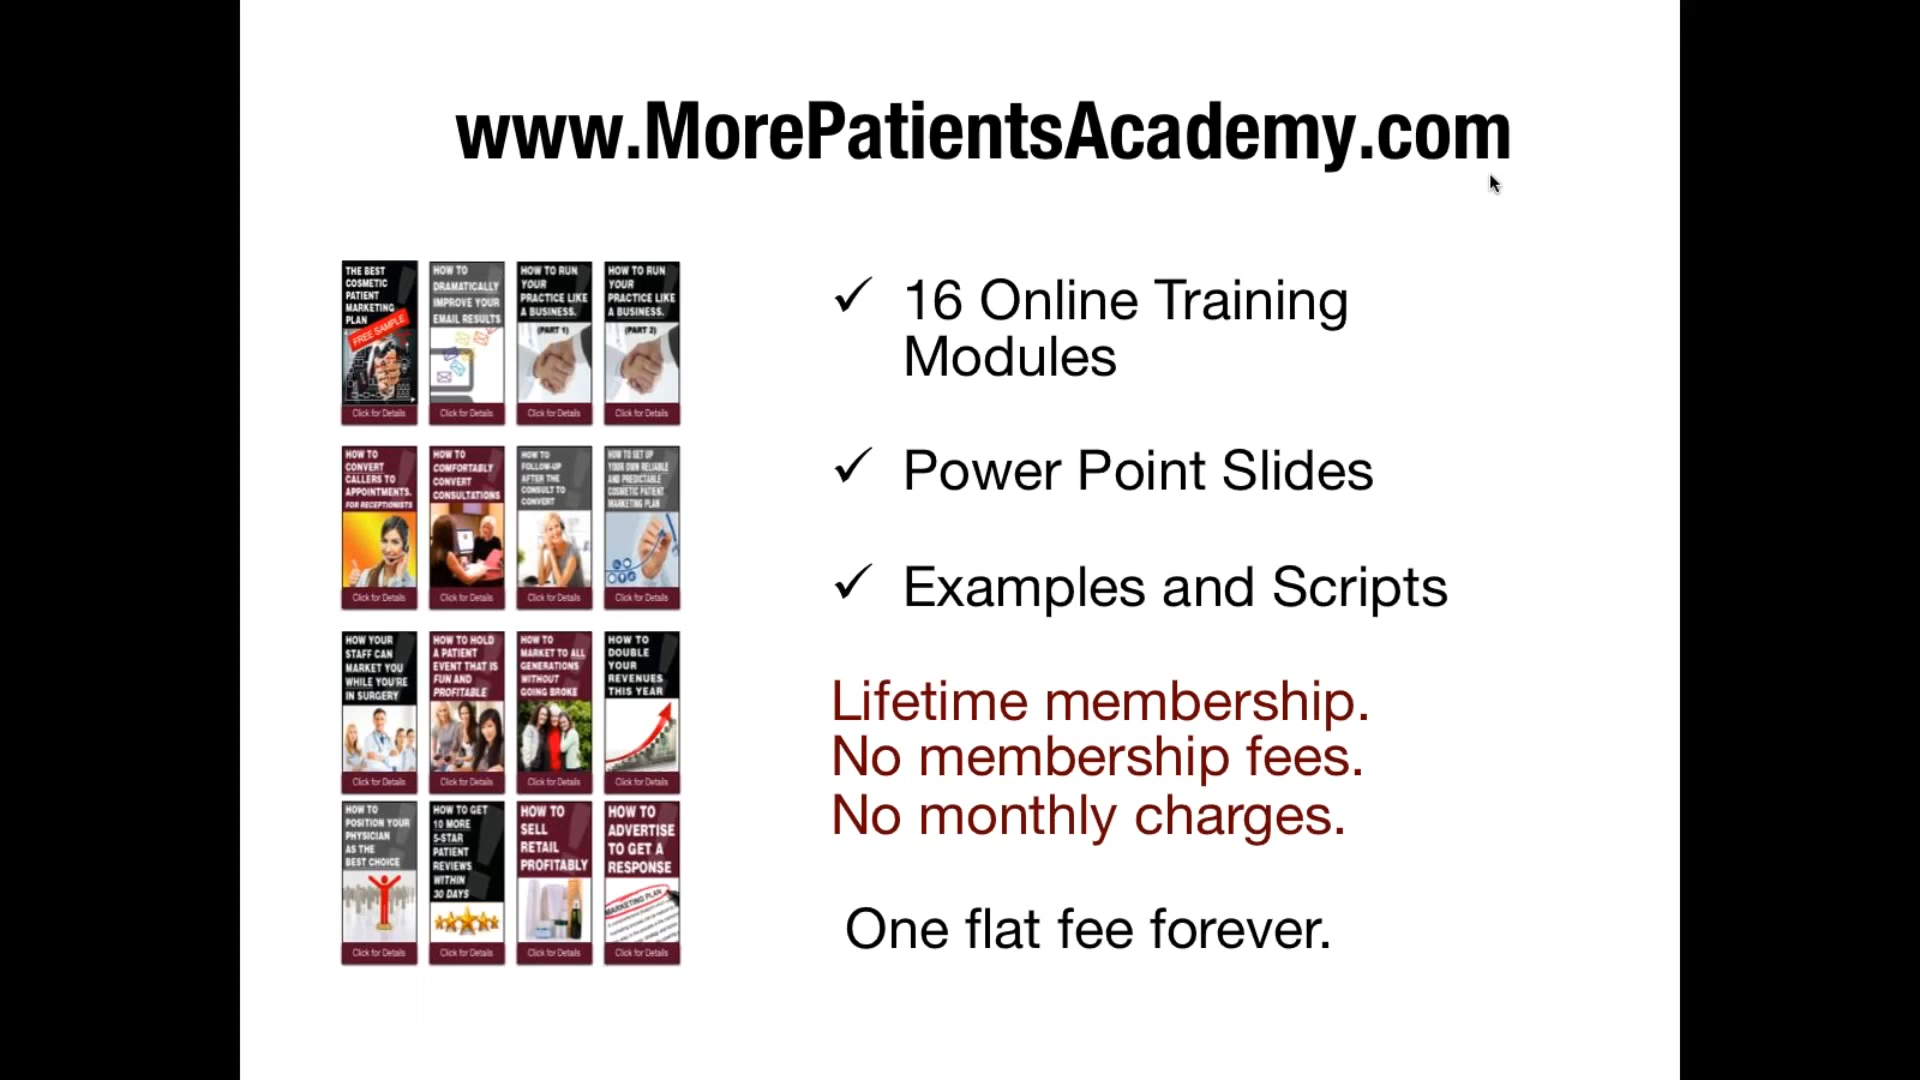 www.MorePatientsAcademy.com
THE BEST
COSMETIC
PATIENT
MARKETING
PLAN
FREE SAMPLE
Click for Details
HOW TO
DRAMATICALLY
IMPROVE YOUR
EMAIL RESULTS
Click for Details
HOW TO RUN
YOUR
PRACTICE LIKE
A BUSINESS.
(PART 1)
Click for Details
HOW TO RUN
YOUR
PRACTICE LIKE
A BUSINESS.
(PART 2)
Click for Details
HOW TO
CONVERT
CALLERS TO
APPOINTMENTS.
FOR RECEPTIONISTS
Click for Details
HOW TO
COMFORTABLY
CONVERT
CONSULTATIONS
Click for Details
HOW TO
FOLLOW-UP
AFTER THE
CONSULT TO
CONVERT
Click for Details
HOW TO SET UP
YOUR OWN RELIABLE
AND PREDICTABLE
COSMETIC PATIENT
MARKETING PLAN
Click for Details
HOW YOUR
STAFF CAN
MARKET YOU
WHILE YOU'RE
IN SURGERY
Click for Details
HOW TO HOLD
A PATIENT
EVENT THAT IS
FUN AND
PROFITABLE
Click for Details
HOW TO
MARKET TO ALL
GENERATIONS
WITHOUT
GOING BROKE
Click for Details
HOW TO
DOUBLE
YOUR
REVENUES
THIS YEAR
Click for Details
HOW TO
POSITION YOUR
PHYSICIAN
AS THE
BEST CHOICE
Click for Details
HOW TO GET
10 MORE
5-STAR
PATIENT
REVIEWS
WITHIN
30 DAYS
Click for Details
HOW TO
SELL
RETAIL
PROFITABLY
Click for Details
HOW TO
ADVERTISE
TO GET A
RESPONSE
MARKETING PLAN
Click for Details
✓ 16 Online Training
Modules
✓ Power Point Slides
✓ Examples and Scripts
Lifetime membership.
No membership fees.
No monthly charges.
One flat fee forever.